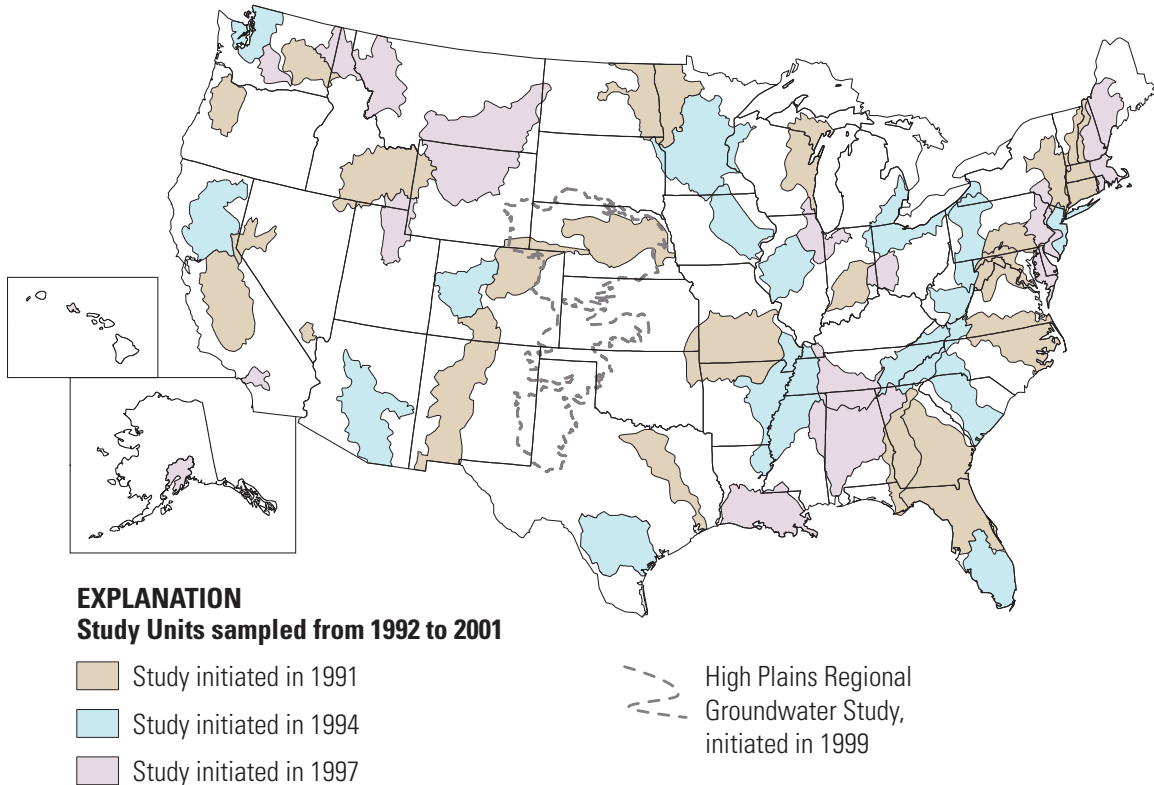 EXPLANATION
Study Units sampled from 1992 to 2001
Study initiated in 1991
Study initiated in 1994
Study initiated in 1997
High Plains Regional
Groundwater Study,
initiated in 1999